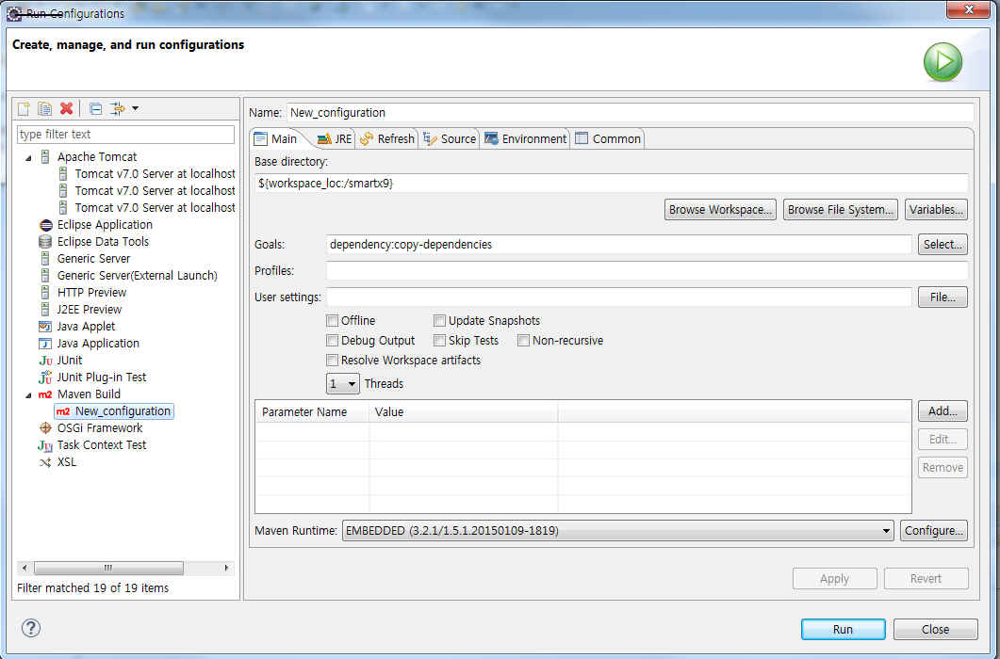 Run Configurations
Create, manage, and run configurations
type filter text
Apache Tomcat
Tomcat v7.0 Server at localhost
Tomcat v7.0 Server at localhost
Tomcat v7.0 Server at localhost
Eclipse Application
Eclipse Data Tools
Generic Server
Generic Server(External Launch)
HTTP Preview
J2EE Preview
Java Applet
Java Application
Ju JUnit
JUnit Plug-in Test
m2 Maven Build
m2 New_configuration
OSGi Framework
Task Context Test
XSL
Filter matched 19 of 19 items
Name: New_configuration
Main JRE Refresh Source Environment Common
Base directory:
${workspace_loc:/smartx9}
Browse Workspace... Browse File System... Variables...
Goals: dependency:copy-dependencies Select...
Profiles:
User settings: File...
Offline Update Snapshots
Debug Output Skip Tests Non-recursive
Resolve Workspace artifacts
1 Threads
Parameter Name Value Add...
Edit...
Remove
Maven Runtime: EMBEDDED (3.2.1/1.5.1.20150109-1819) Configure...
Apply Revert
? Run Close